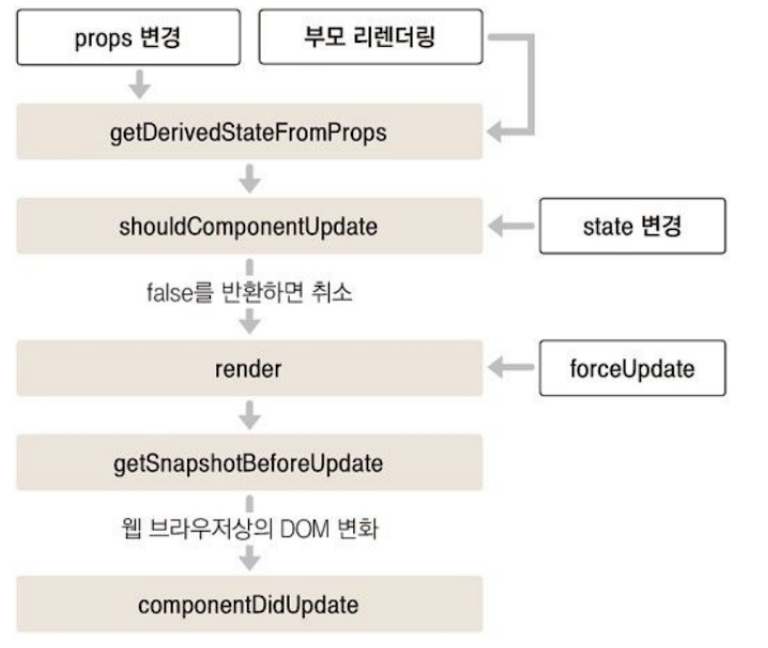 props 변경
부모 리렌더링
getDerivedStateFromProps
shouldComponentUpdate
state 변경
false를 반환하면 취소
render
forceUpdate
getSnapshotBeforeUpdate
웹 브라우저상의 DOM 변화
componentDidUpdate